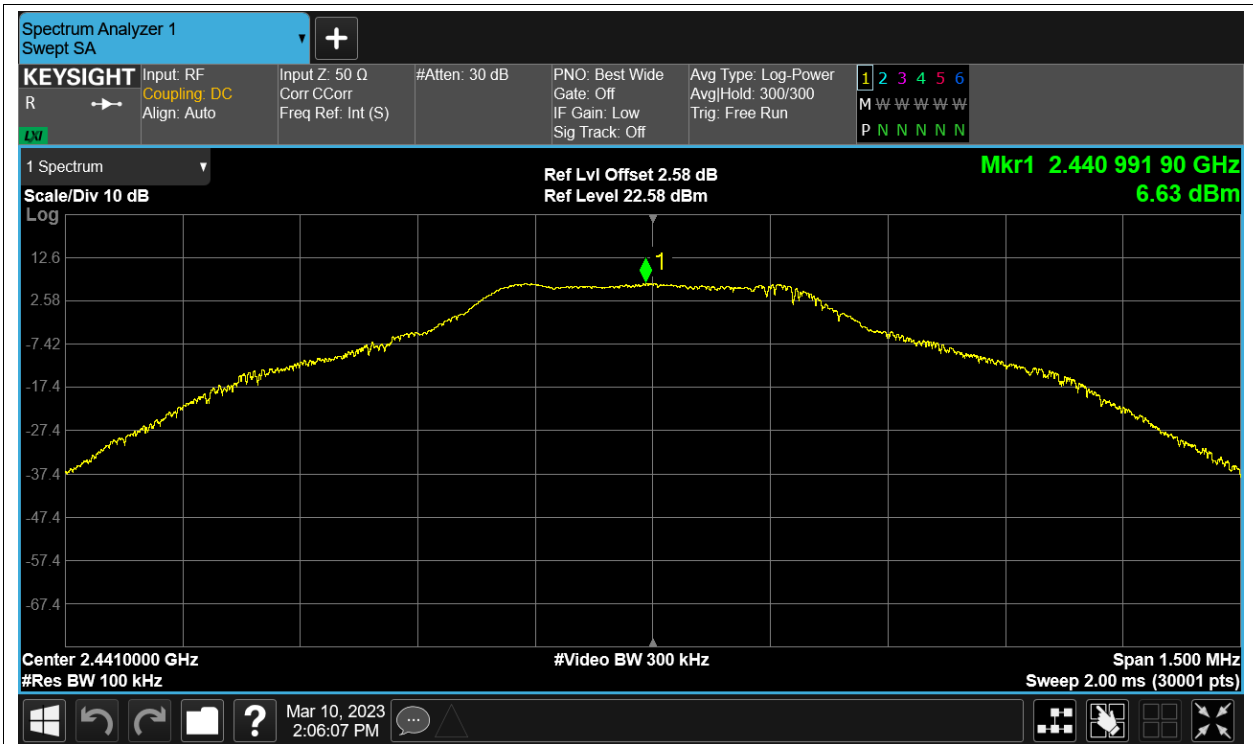 Spectrum Analyzer 1
Swept SA
KEYSIGHT
R
LXI
Input: RF
Coupling: DC
Align: Auto
Input Z: 50 Ω
Corr CCorr
Freq Ref: Int (S)
#Atten: 30 dB
PNO: Best Wide
Gate: Off
IF Gain: Low
Sig Track: Off
Avg Type: Log-Power
Avg|Hold: 300/300
Trig: Free Run
1 2 3 4 5 6
M W W W W W
P N N N N N
1 Spectrum
Scale/Div 10 dB
Ref Lvl Offset 2.58 dB
Ref Level 22.58 dBm
Mkr1 2.440 991 90 GHz
6.63 dBm
Log
1
12.6
2.58
-7.42
-17.4
-27.4
-37.4
-47.4
-57.4
-67.4
Center 2.4410000 GHz
#Res BW 100 kHz
#Video BW 300 kHz
Span 1.500 MHz
Sweep 2.00 ms (30001 pts)
?
Mar 10, 2023
2:06:07 PM